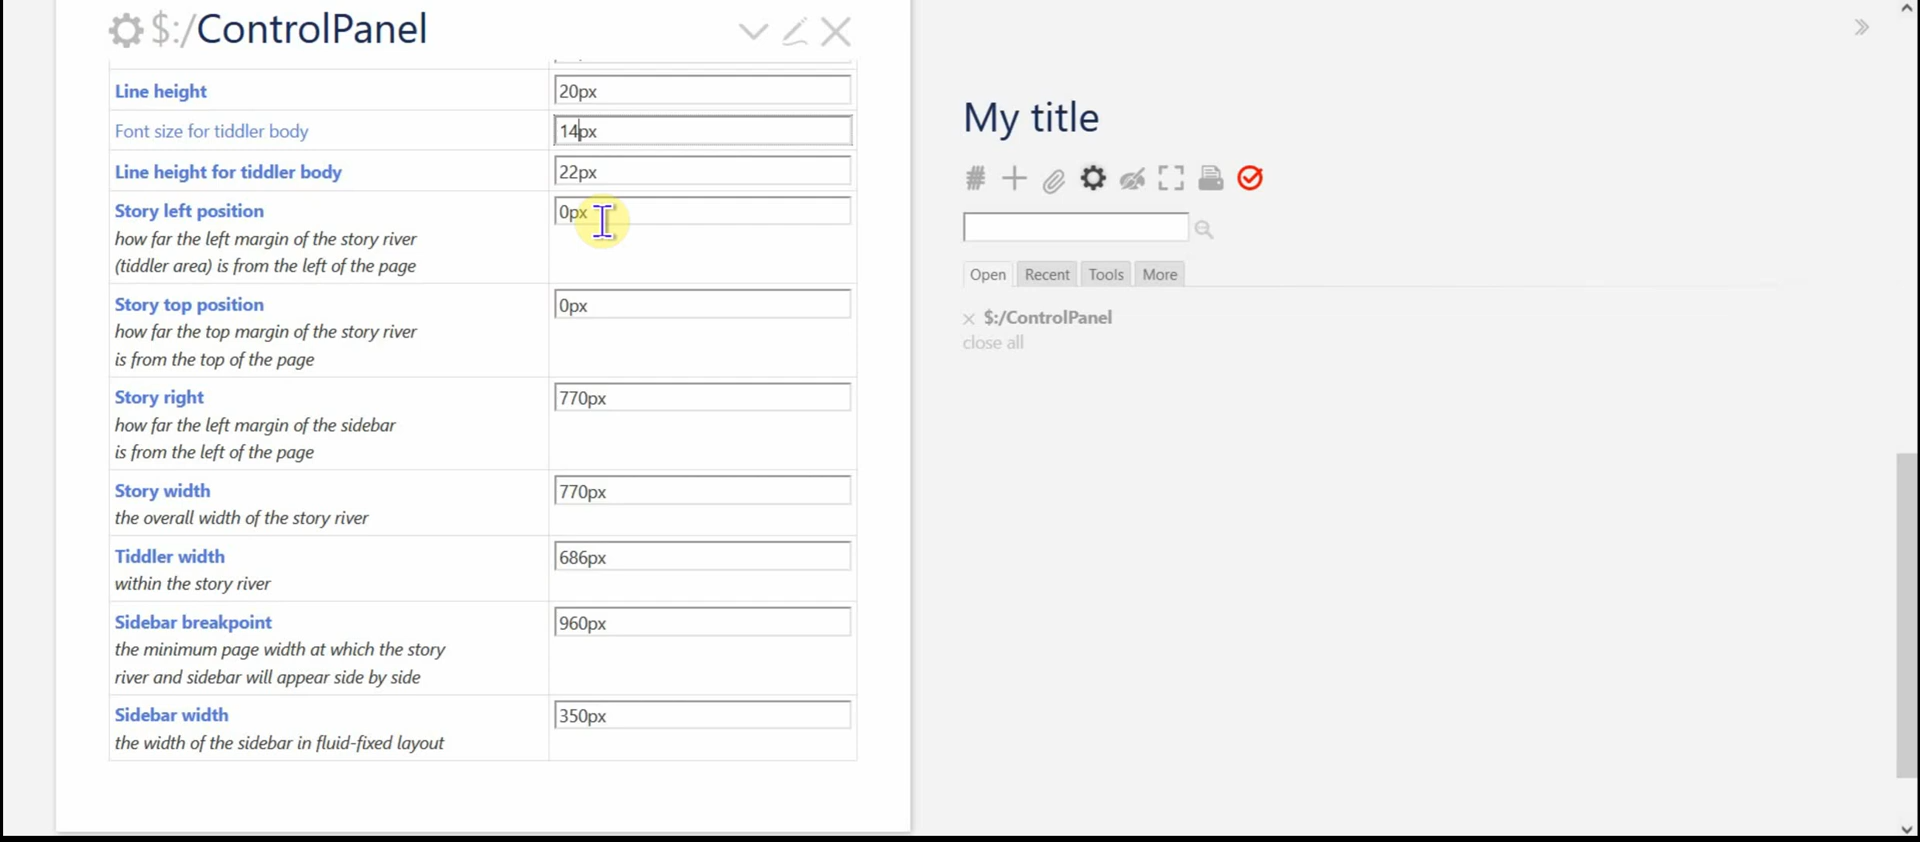 $:/ControlPanel
Line height
20px
Font size for tiddler body
14px
Line height for tiddler body
22px
Story left position
0px
how far the left margin of the story river
(tiddler area) is from the left of the page
Story top position
0px
how far the top margin of the story river
is from the top of the page
Story right
770px
how far the left margin of the sidebar
is from the left of the page
Story width
770px
the overall width of the story river
Tiddler width
686px
within the story river
Sidebar breakpoint
960px
the minimum page width at which the story
river and sidebar will appear side by side
Sidebar width
350px
the width of the sidebar in fluid-fixed layout
My title
Open Recent Tools More
$:/ControlPanel
close all